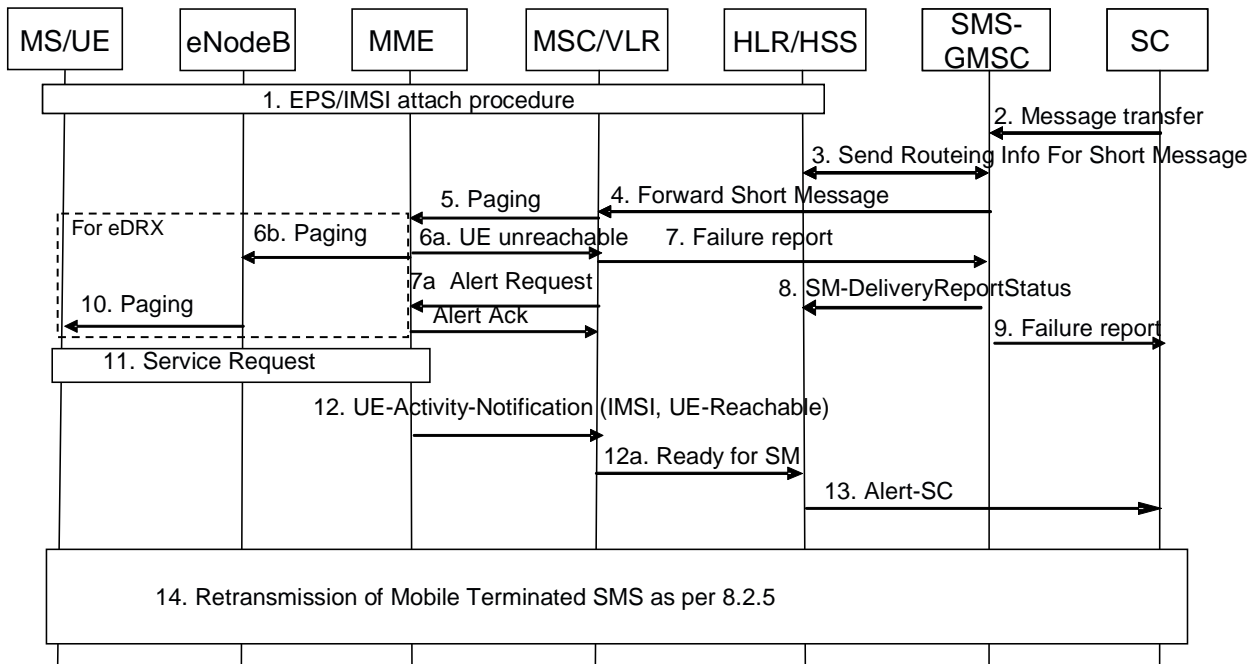 MS/UE
eNodeB
MME
MSC/VLR
HLR/HSS
SMS-
GMSC
SC
1. EPS/IMSI attach procedure
2. Message transfer
3. Send Routeing Info For Short Message
4. Forward Short Message
5. Paging
For eDRX
6b. Paging
6a. UE unreachable
7. Failure report
7a Alert Request
8. SM-DeliveryReportStatus
10. Paging
Alert Ack
9. Failure report
11. Service Request
12. UE-Activity-Notification (IMSI, UE-Reachable)
12a. Ready for SM
13. Alert-SC
14. Retransmission of Mobile Terminated SMS as per 8.2.5